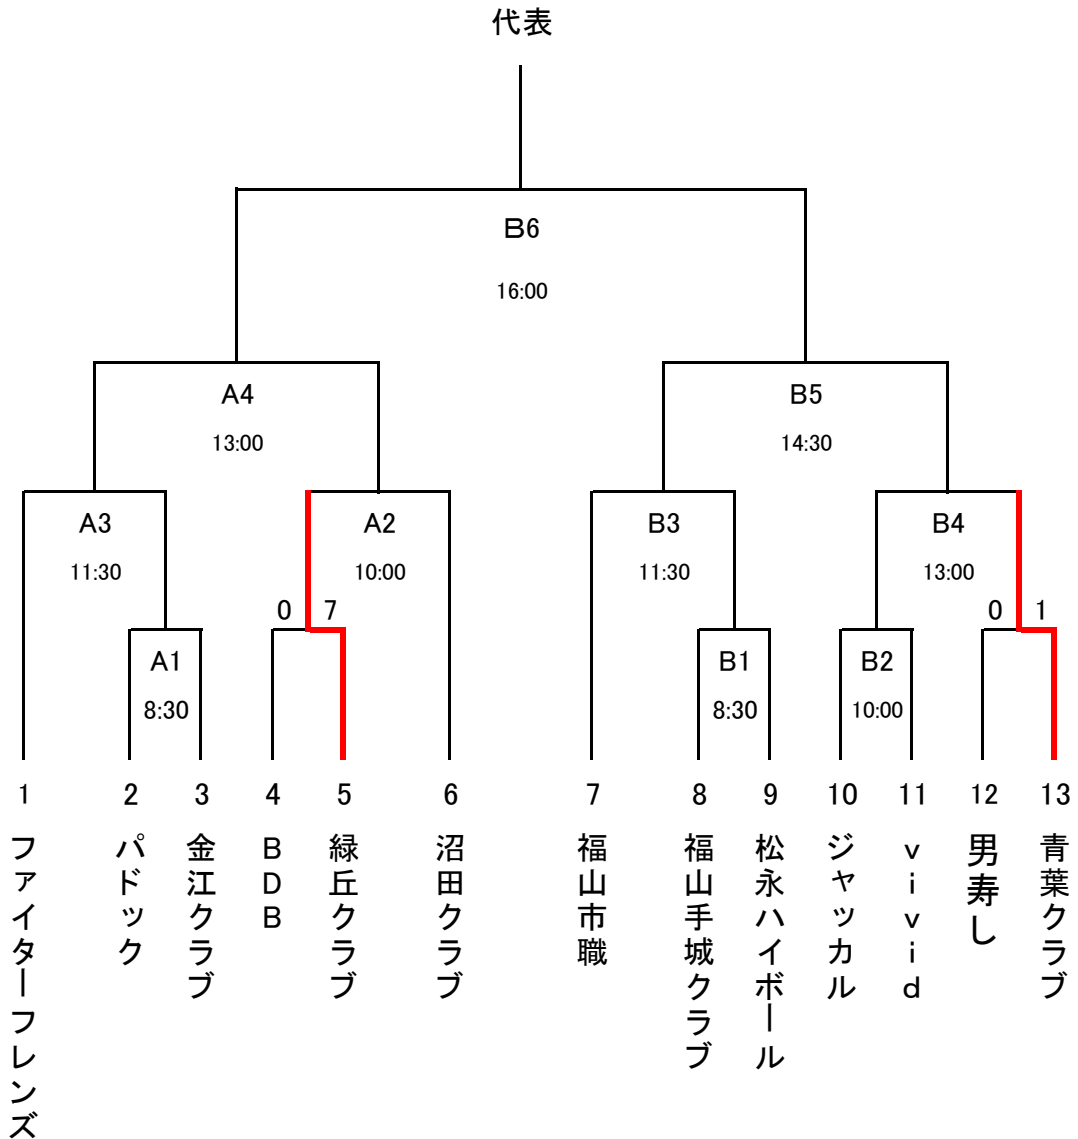 代表
B6
16:00
A4
B5
13:00
14:30
A3
A2
B3
B4
11:30
10:00
11:30
13:00
0 7
0 1
A1
B1
B2
8:30
8:30
10:00
1
2
3
4
5
6
7
8
9
10
11
12
13
ファイターフレンズ
パドック
金江クラブ
BDB
緑丘クラブ
沼田クラブ
福山市職
福山手城クラブ
松永ハイボール
ジャッカル
vivid
男寿し
青葉クラブ